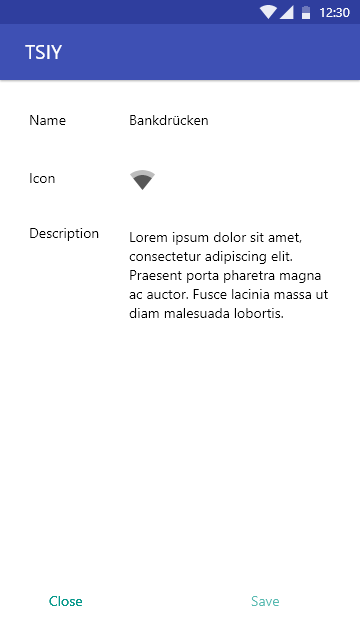 12:30
TSIY
Name Bankdrücken
Icon
Description
Lorem ipsum dolor sit amet,
consectetur adipiscing elit.
Praesent porta pharetra magna
ac auctor. Fusce lacinia massa ut
diam malesuada lobortis.
Close Save